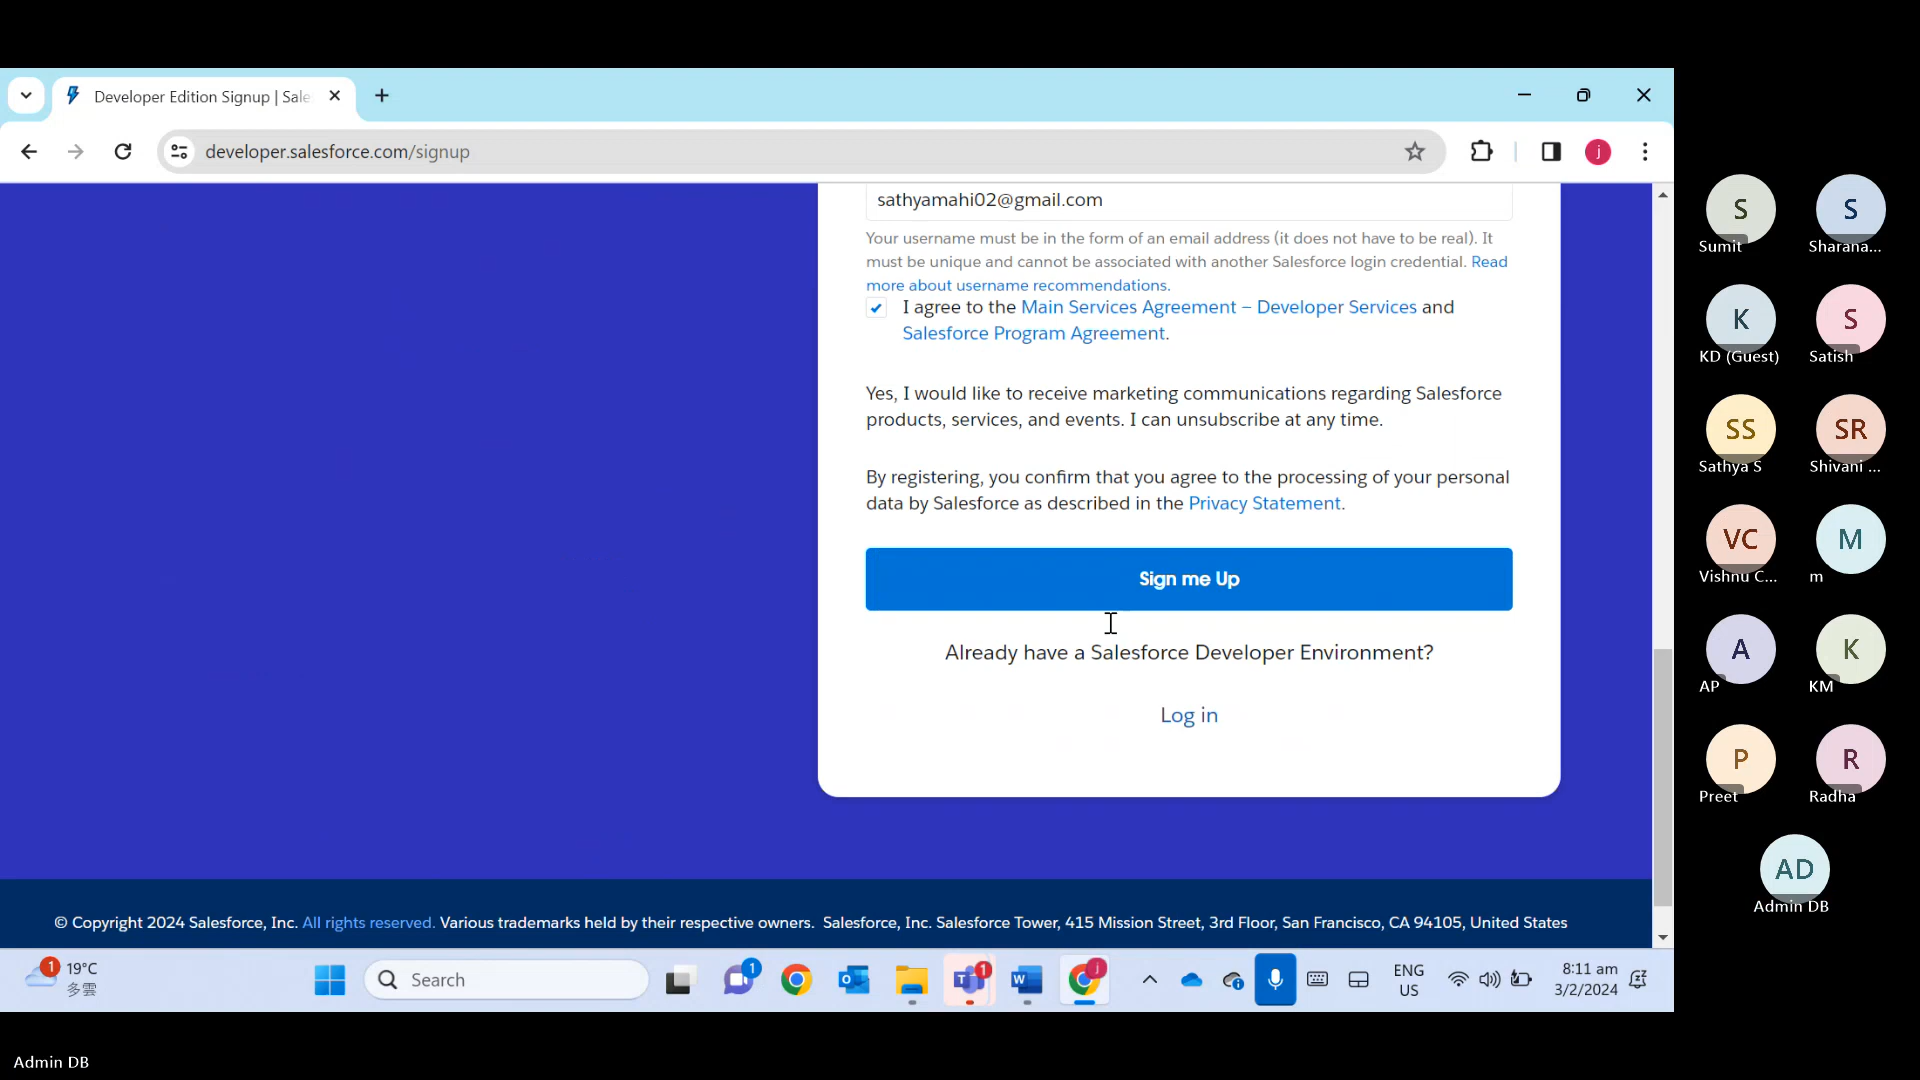 Developer Edition Signup | Sale
developer.salesforce.com/signup
j
sathyamahi02@gmail.com
Your username must be in the form of an email address (it does not have to be real). It
must be unique and cannot be associated with another Salesforce login credential. Read
more about username recommendations.
I agree to the Main Services Agreement – Developer Services and
Salesforce Program Agreement.
Yes, I would like to receive marketing communications regarding Salesforce
products, services, and events. I can unsubscribe at any time.
By registering, you confirm that you agree to the processing of your personal
data by Salesforce as described in the Privacy Statement.
Sign me Up
Already have a Salesforce Developer Environment?
Log in
© Copyright 2024 Salesforce, Inc. All rights reserved. Various trademarks held by their respective owners. Salesforce, Inc. Salesforce Tower, 415 Mission Street, 3rd Floor, San Francisco, CA 94105, United States
1
19°C
多雲
Search
1
1
j
ENG
US
8:11 am
3/2/2024
S
Sumit
S
Sharana...
K
KD (Guest)
S
Satish
SS
Sathya S
SR
Shivani ...
VC
Vishnu C...
M
m
A
AP
K
KM
P
Preet
R
Radha
AD
Admin DB
Admin DB